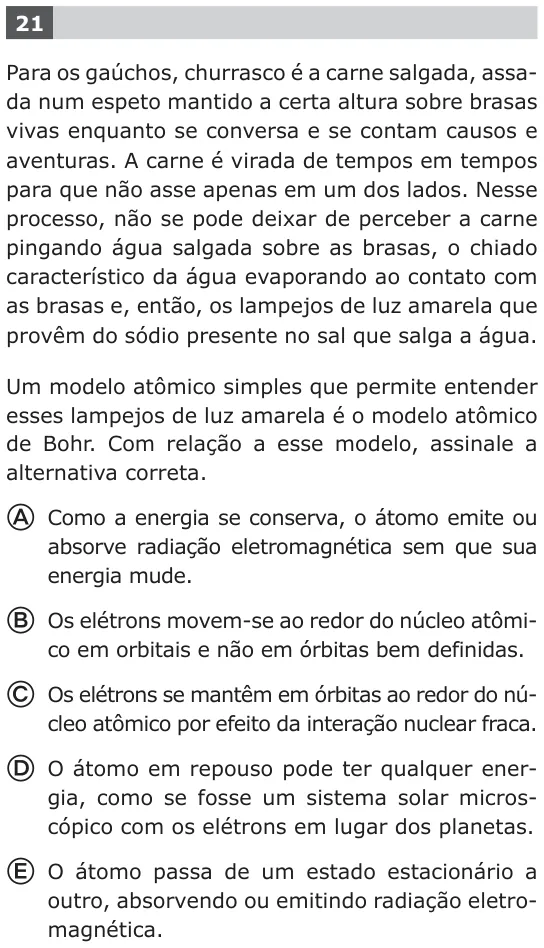 21
Para os gaúchos, churrasco é a carne salgada, assa-
da num espeto mantido a certa altura sobre brasas
vivas enquanto se conversa e se contam causos e
aventuras. A carne é virada de tempos em tempos
para que não asse apenas em um dos lados. Nesse
processo, não se pode deixar de perceber a carne
pingando água salgada sobre as brasas, o chiado
característico da água evaporando ao contato com
as brasas e, então, os lampejos de luz amarela que
provêm do sódio presente no sal que salga a água.
Um modelo atômico simples que permite entender
esses lampejos de luz amarela é o modelo atômico
de Bohr. Com relação a esse modelo, assinale a
alternativa correta.
A Como a energia se conserva, o átomo emite ou
absorve radiação eletromagnética sem que sua
energia mude.
B Os elétrons movem-se ao redor do núcleo atômi-
co em orbitais e não em órbitas bem definidas.
C Os elétrons se mantêm em órbitas ao redor do nú-
cleo atômico por efeito da interação nuclear fraca.
D O átomo em repouso pode ter qualquer ener-
gia, como se fosse um sistema solar micros-
cópico com os elétrons em lugar dos planetas.
E O átomo passa de um estado estacionário a
outro, absorvendo ou emitindo radiação eletro-
magnética.